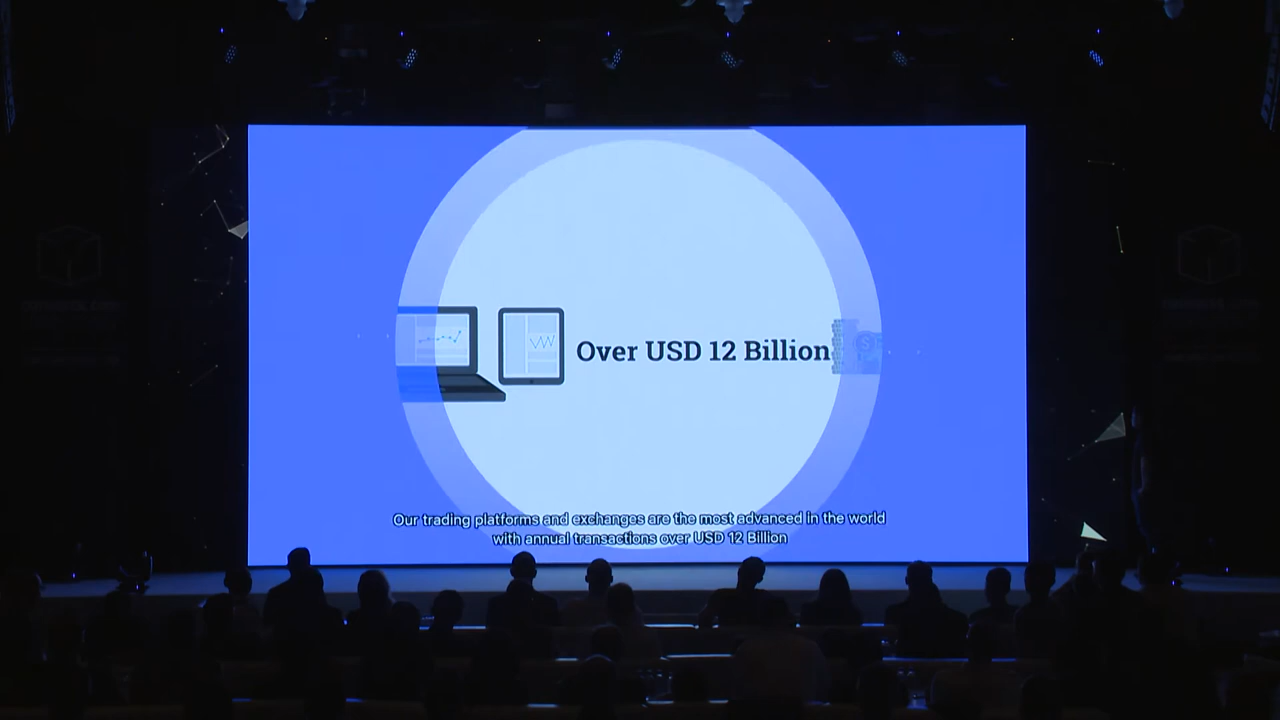 Over USD 12 Billion
Our trading platforms and exchanges are the most advanced in the world
with annual transactions over USD 12 Billion